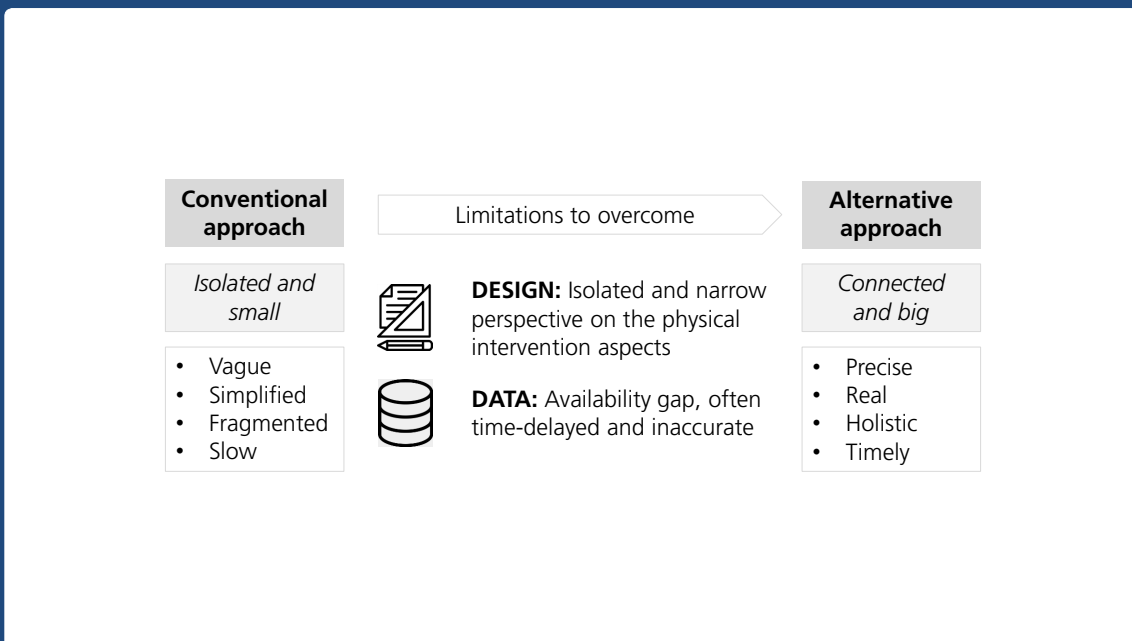 Conventional
approach
Limitations to overcome
Alternative
approach
Isolated and
small
• Vague
• Simplified
• Fragmented
• Slow
DESIGN: Isolated and narrow
perspective on the physical
intervention aspects
DATA: Availability gap, often
time-delayed and inaccurate
Connected
and big
• Precise
• Real
• Holistic
• Timely